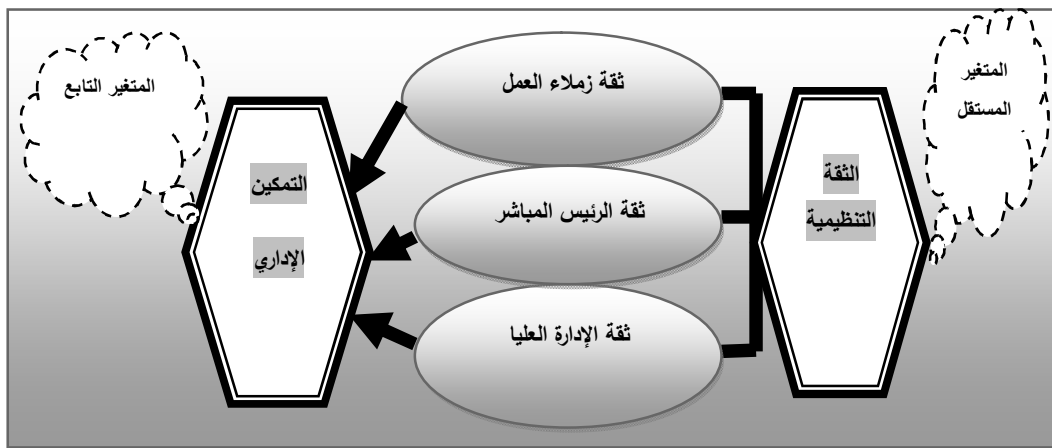 المتغير
المستقل
الثقة
التنظيمية
ثقة زملاء العمل
ثقة الرئيس المباشر
ثقة الإدارة العليا
المتغير التابع
التمكين
الإداري